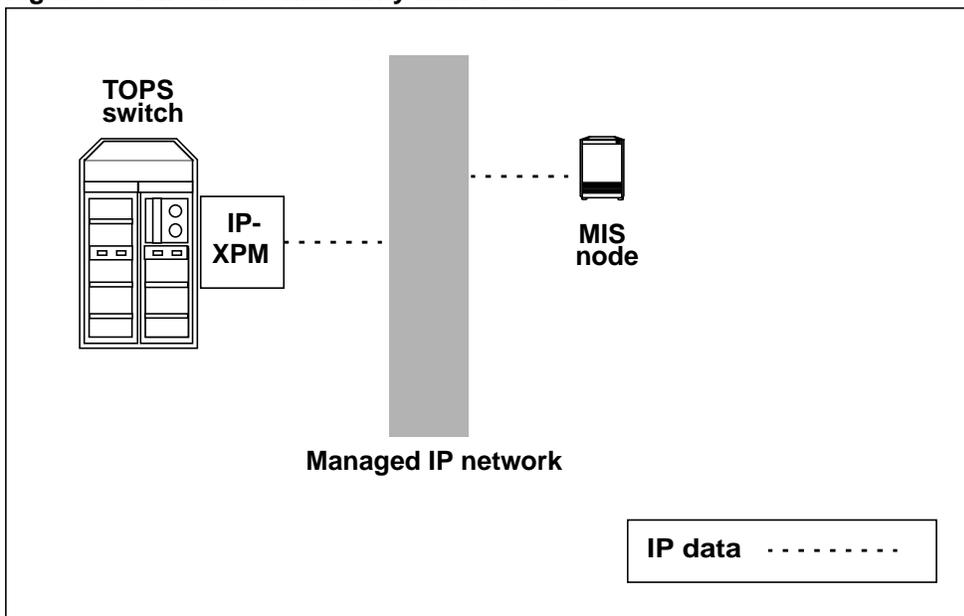 TOPS
switch
IP-
XPM
MIS
node
Managed IP network
IP data